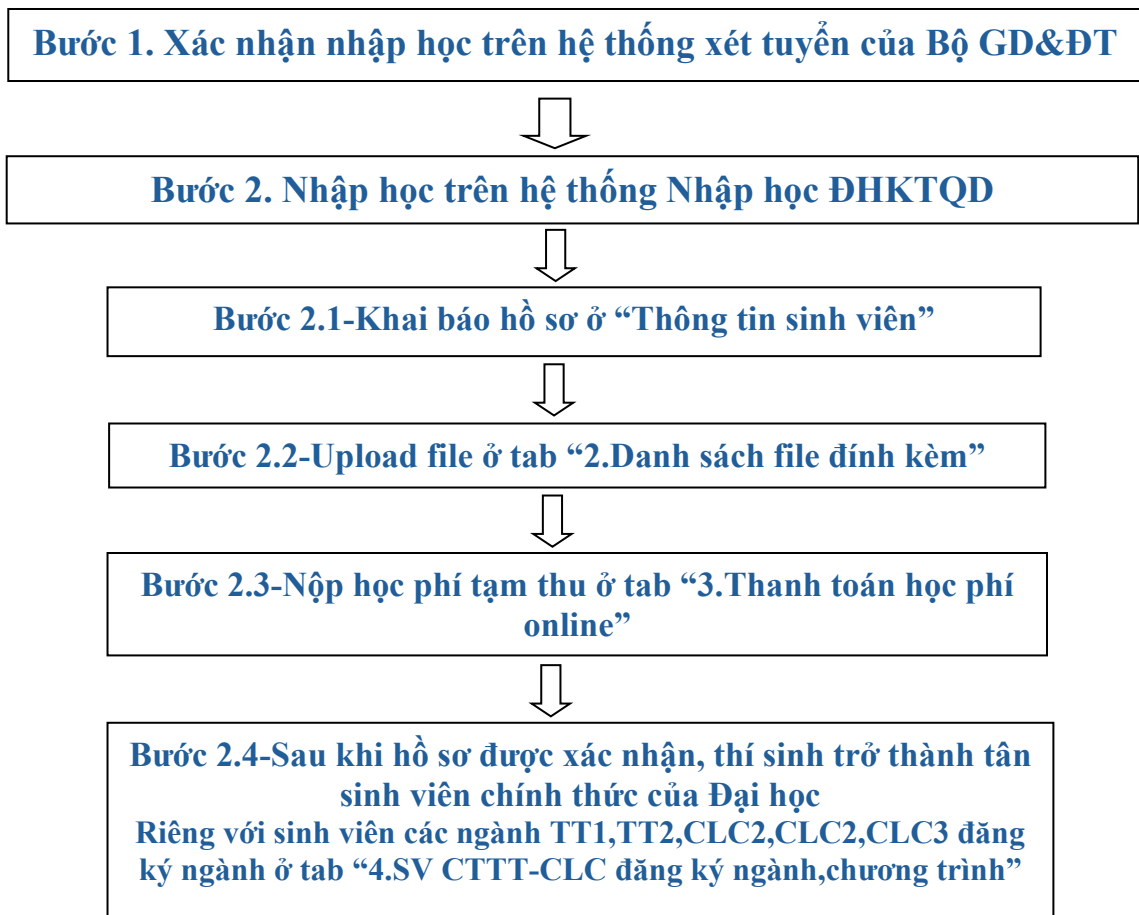 Bước 1. Xác nhận nhập học trên hệ thống xét tuyển của Bộ GD&ĐT
Bước 2. Nhập học trên hệ thống Nhập học ĐHKTQD
Bước 2.1-Khai báo hồ sơ ở “Thông tin sinh viên”
Bước 2.2-Upload file ở tab “2.Danh sách file đính kèm”
Bước 2.3-Nộp học phí tạm thu ở tab “3.Thanh toán học phí
online”
Bước 2.4-Sau khi hồ sơ được xác nhận, thí sinh trở thành tân
sinh viên chính thức của Đại học
Riêng với sinh viên các ngành TT1,TT2,CLC2,CLC2,CLC3 đăng
ký ngành ở tab “4.SV CTTT-CLC đăng ký ngành,chương trình”